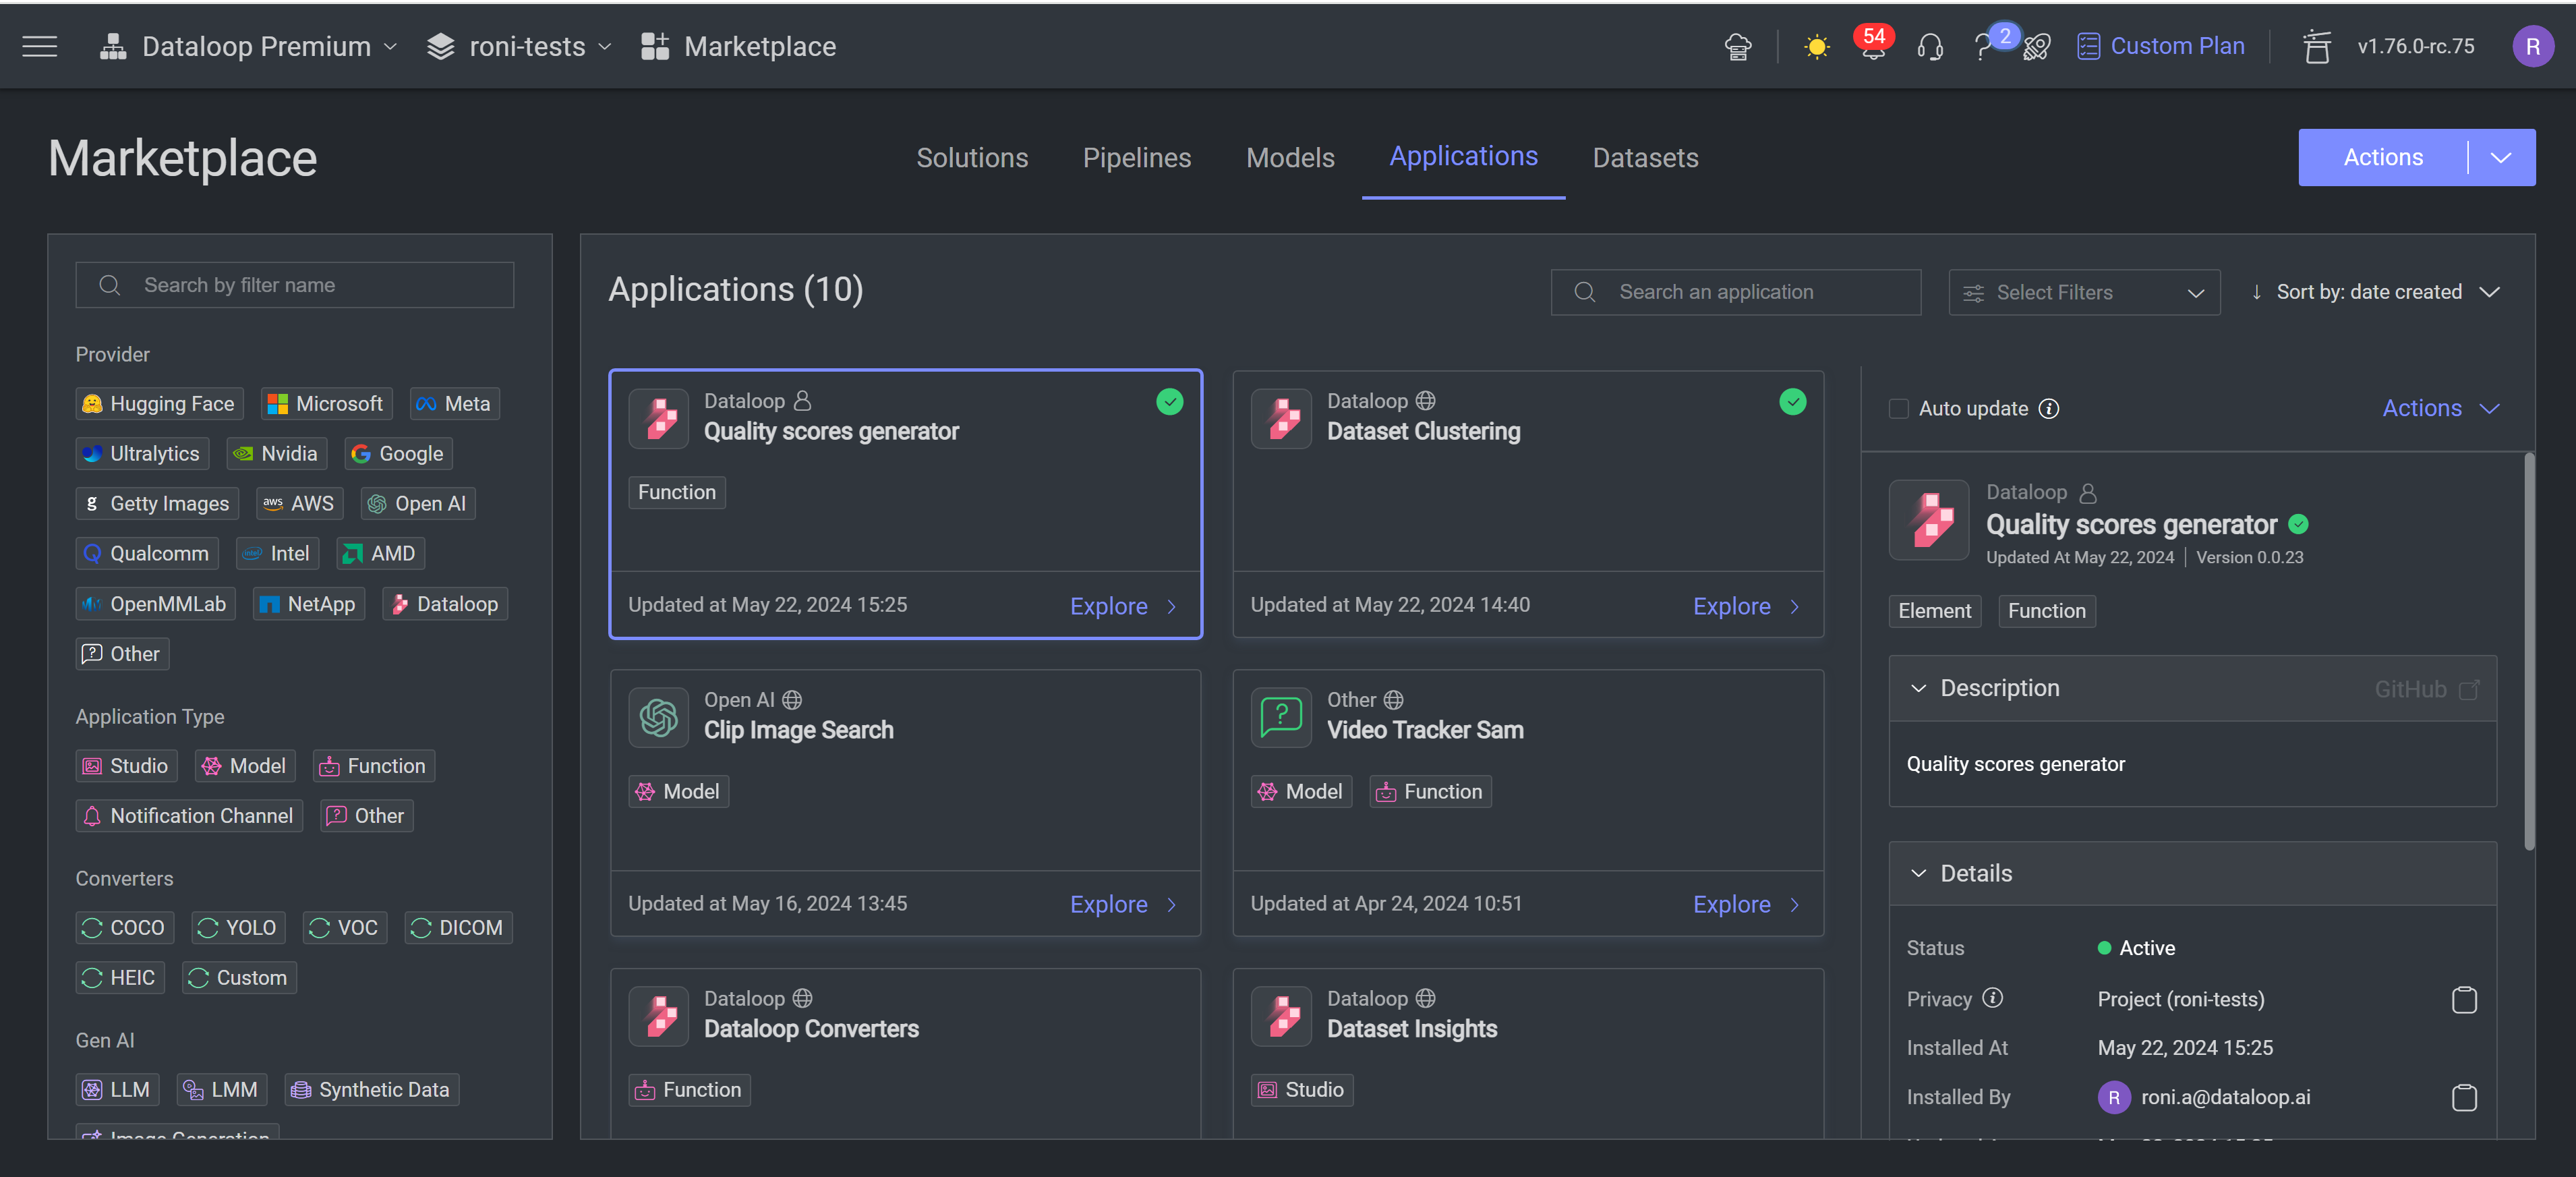 Dataloop Premium
roni-tests
Marketplace
54
2
Custom Plan
v1.76.0-rc.75
R
Marketplace
Solutions
Pipelines
Models
Applications
Datasets
Actions
Search by filter name
Provider
Hugging Face
Microsoft
Meta
Ultralytics
Nvidia
Google
g Getty Images
aws AWS
Open AI
Qualcomm
intel Intel
AMD
OpenMMLab
NetApp
Dataloop
Other
Application Type
Studio
Model
Function
Notification Channel
Other
Converters
COCO
YOLO
VOC
DICOM
HEIC
Custom
Gen AI
LLM
LMM
Synthetic Data
Image Generation
Applications (10)
Search an application
Select Filters
Sort by: date created
Dataloop
Quality scores generator
Function
Updated at May 22, 2024 15:25
Explore
Dataloop
Dataset Clustering
Updated at May 22, 2024 14:40
Explore
Open AI
Clip Image Search
Model
Updated at May 16, 2024 13:45
Explore
Other
Video Tracker Sam
Model
Function
Updated at Apr 24, 2024 10:51
Explore
Dataloop
Dataloop Converters
Function
Dataloop
Dataset Insights
Studio
Auto update
Actions
Dataloop
Quality scores generator
Updated At May 22, 2024
Version 0.0.23
Element
Function
Description
GitHub
Quality scores generator
Details
Status
Active
Privacy
Project (roni-tests)
Installed At
May 22, 2024 15:25
Installed By
R roni.a@dataloop.ai